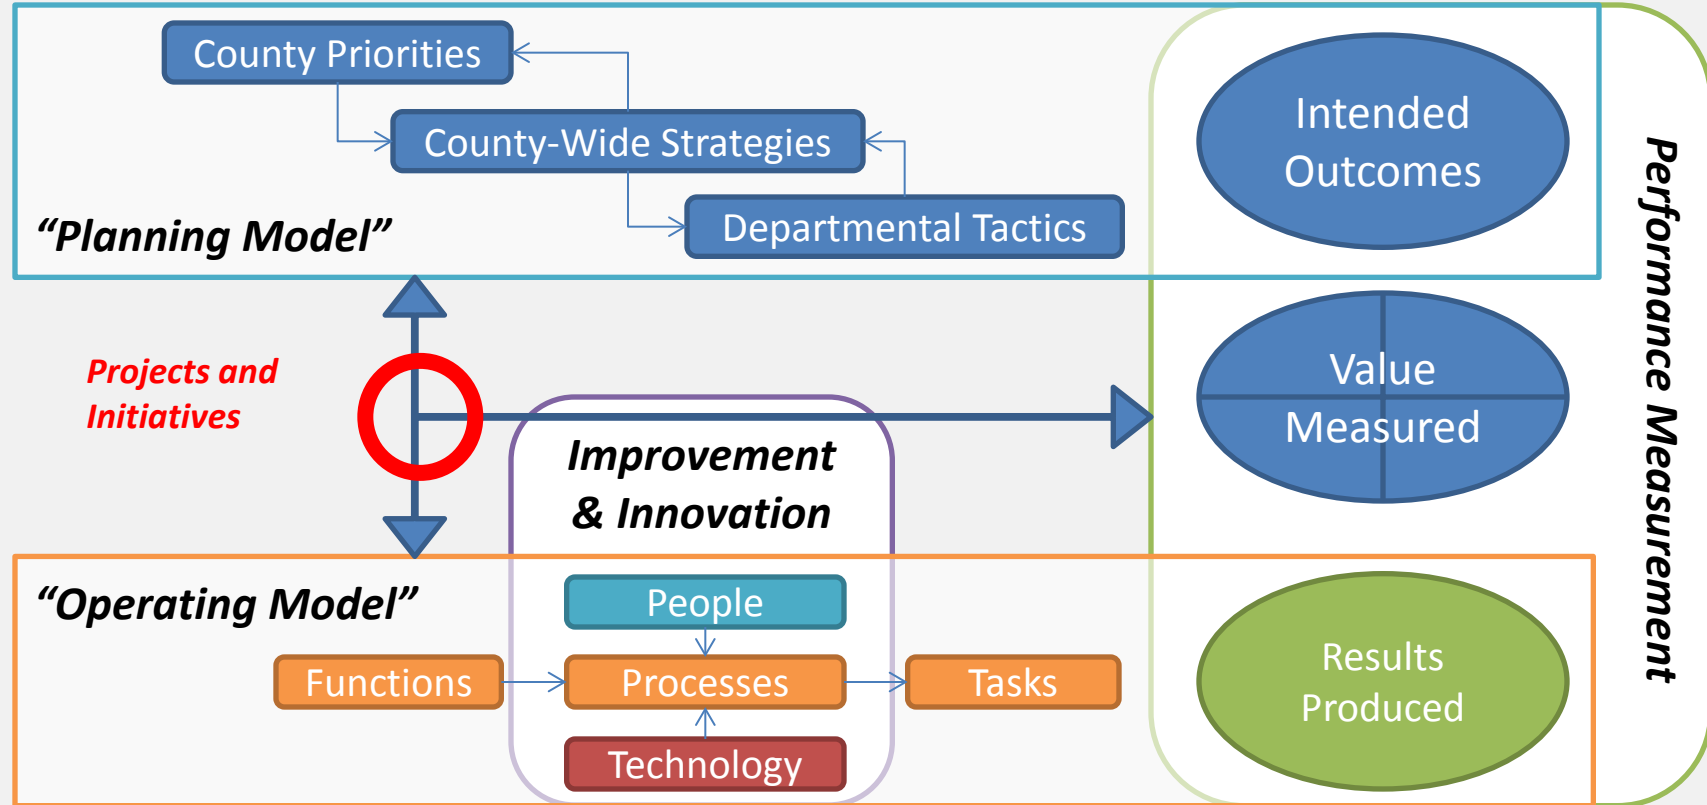 County Priorities
County-Wide Strategies
Departmental Tactics
“Planning Model”
Intended
Outcomes
Projects and
Initiatives
Value
Measured
Improvement
& Innovation
“Operating Model”
People
Functions
Processes
Tasks
Technology
Results
Produced
Performance Measurement